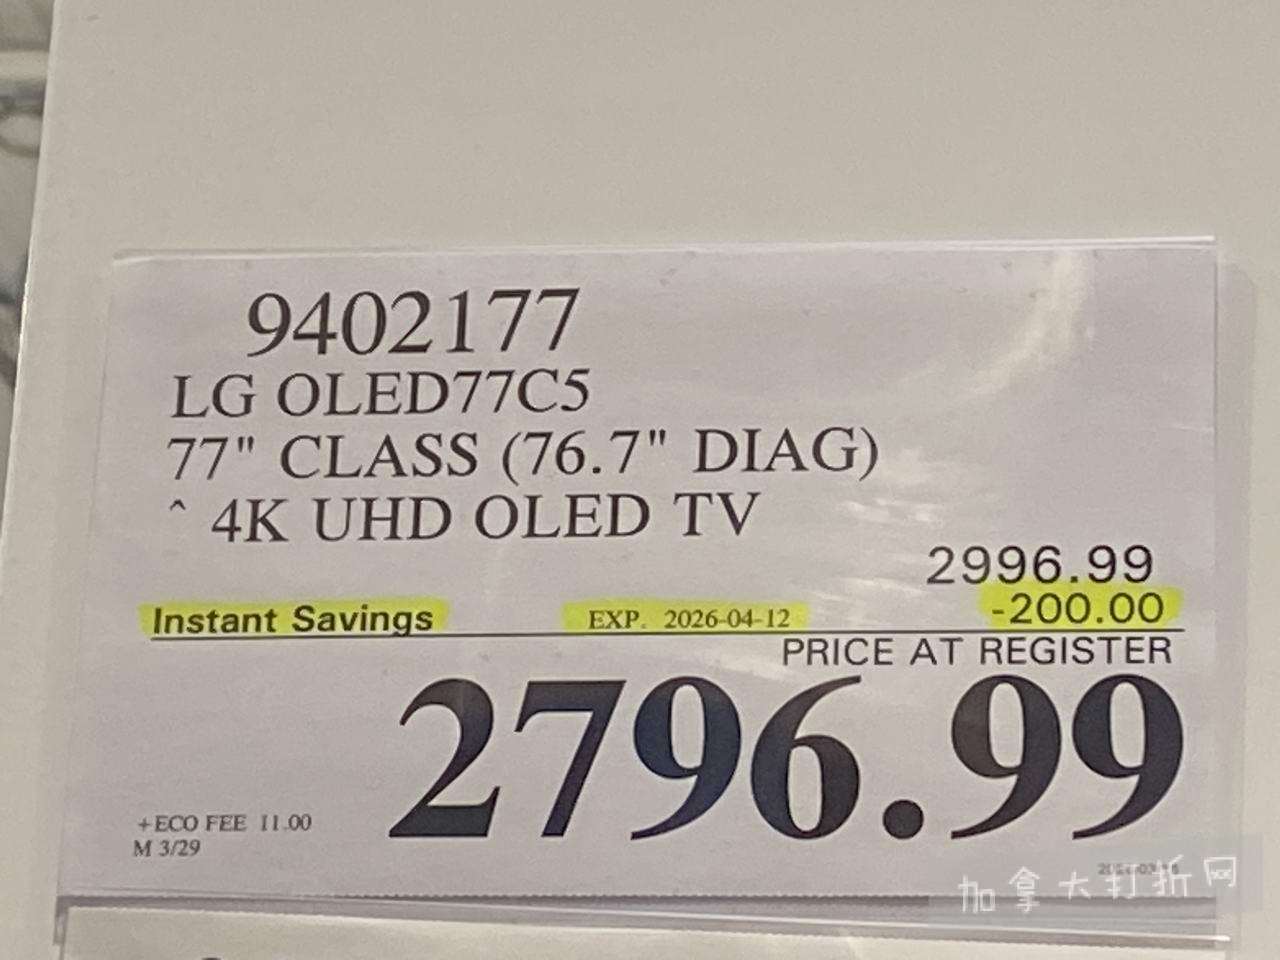 9402177
LG OLED77C5
77" CLASS (76.7" DIAG)
^ 4K UHD OLED TV
2996.99
Instant Savings EXP. 2026-04-12 -200.00
PRICE AT REGISTER
2796.99
+ECO FEE 11.00
M 3/29
加拿大打折网